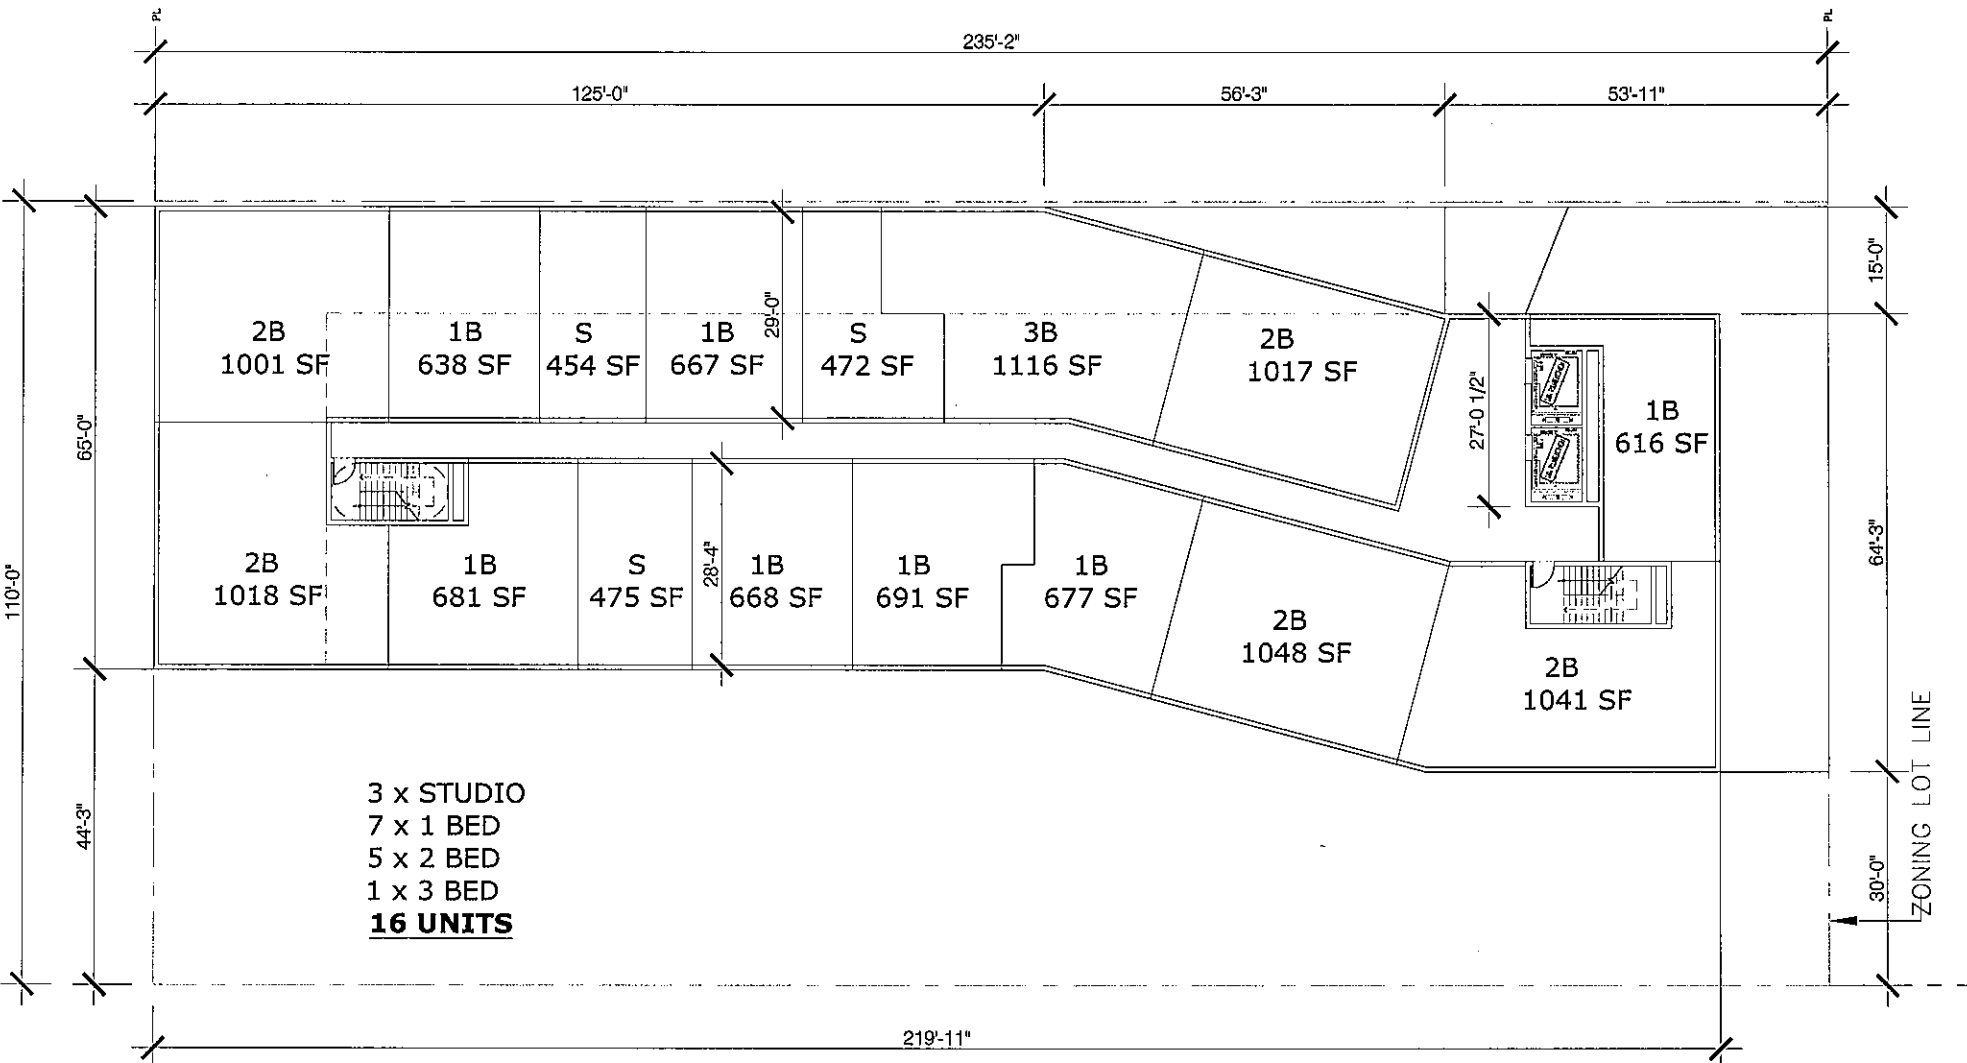 PL
PL
235'-2"
125'-0"
56'-3"
53'-11"
15'-0"
29'-0"
2B
1001 SF
1B
638 SF
S
454 SF
1B
667 SF
S
472 SF
3B
1116 SF
2B
1017 SF
27'-0 1/2"
1B
616 SF
65'-0"
110'-0"
64'-3"
28'-4"
2B
1018 SF
1B
681 SF
S
475 SF
1B
668 SF
1B
691 SF
1B
677 SF
2B
1048 SF
2B
1041 SF
3 x STUDIO
7 x 1 BED
5 x 2 BED
1 x 3 BED
16 UNITS
44'-3"
30'-0"
ZONING LOT LINE
219'-11"